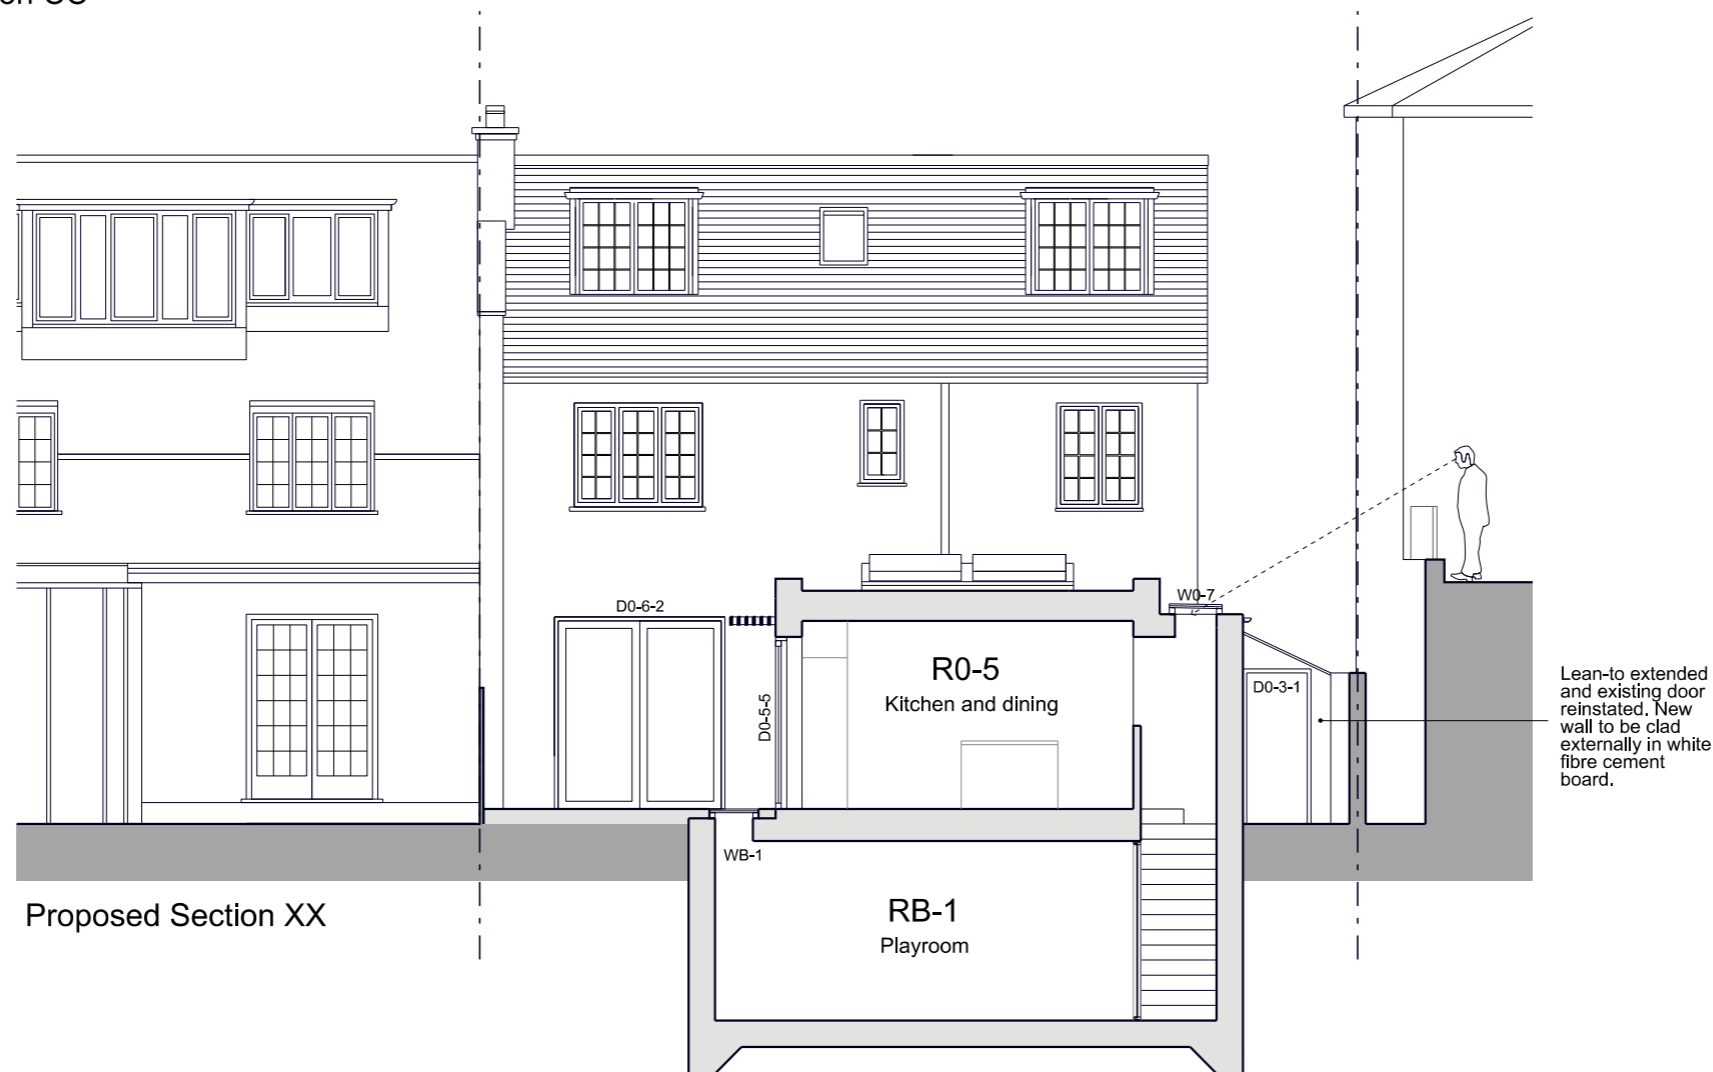 W0-7
D0-6-2
R0-5
Kitchen and dining
D0-5-5
D0-3-1
Lean-to extended
and existing door
reinstated. New
wall to be clad
externally in white
fibre cement
board.
WB-1
RB-1
Playroom
Proposed Section XX